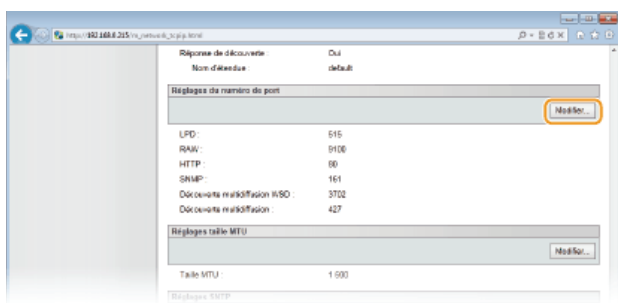 http://192.168.0.215/m_network_tcpip.html
Réponse de découverte : Oui
Nom d'étendue : default
Réglages du numéro de port
Modifier...
LPD : 515
RAW : 9100
HTTP : 80
SNMP : 161
Découverte multidiffusion WSD : 3702
Découverte multidiffusion : 427
Réglages taille MTU
Modifier...
Taille MTU : 1 500
Réglages SNTP